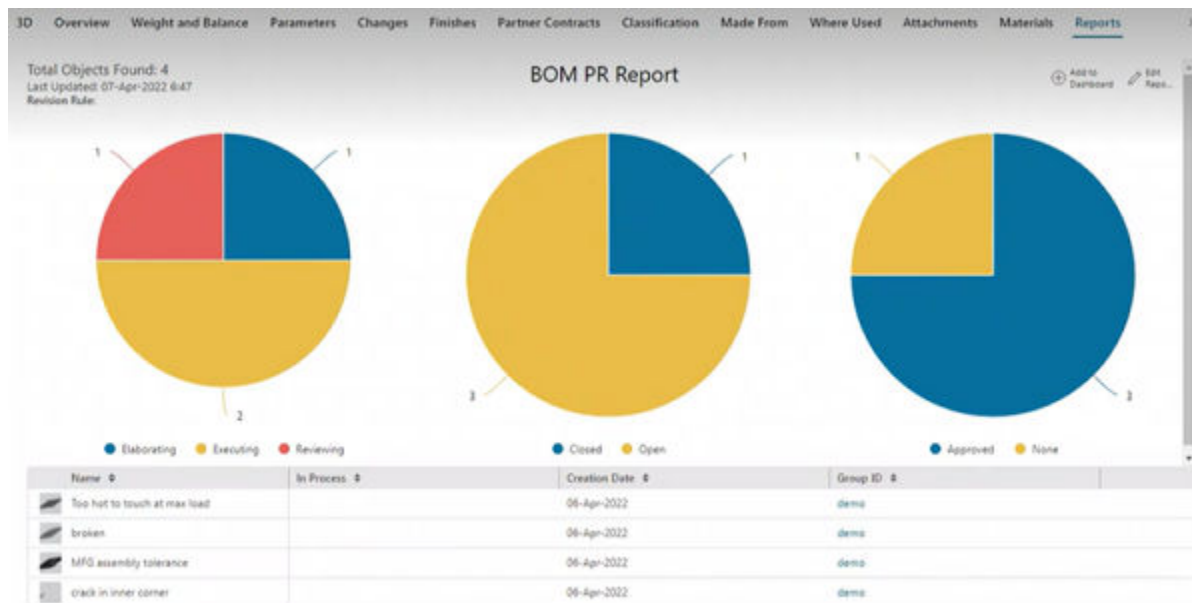 3D Overview Weight and Balance Parameters Changes Finishes Partner Contracts Classification Made From Where Used Attachments Materials Reports
Total Objects Found: 4
Last Updated: 07-Apr-2022 6:47
Revision Rule:
BOM PR Report
Add to Dashboard
Edit Repo...
1 1
2
Elaborating Executing Reviewing
1
3
Closed Open
1
3
Approved None
Name In Process Creation Date Group ID
Too hot to touch at max load 06-Apr-2022 demo
broken 06-Apr-2022 demo
MFG assembly tolerance 06-Apr-2022 demo
crack in inner corner 06-Apr-2022 demo